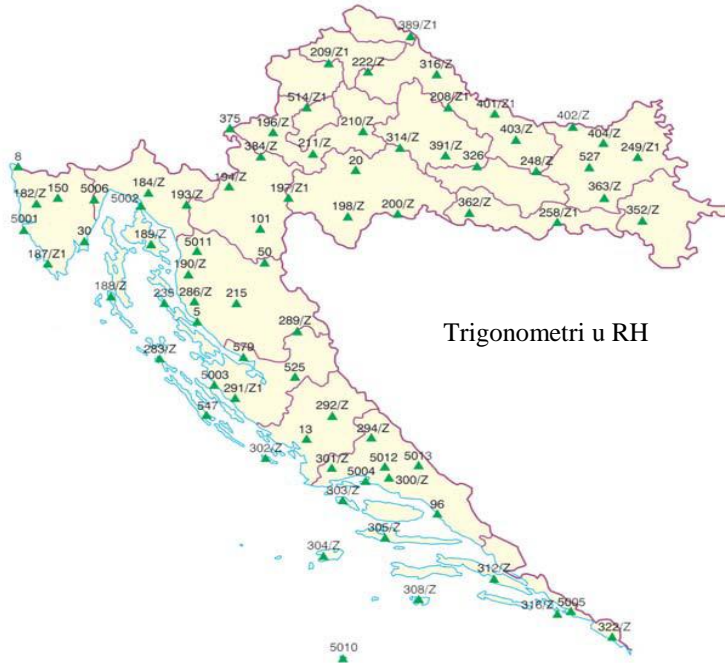 389/Z1
209/Z1
222/Z
316/Z
514/Z1
208/Z1
401/Z1
375
196/Z
210/Z
402/Z
384/Z
211/Z
314/Z
403/Z
404/Z
8
391/Z
326
249/Z1
20
248/Z
527
182/Z
150
5006
184/Z
194/Z
197/Z1
363/Z
5002
193/Z
198/Z
200/Z
362/Z
258/Z1
352/Z
5001
30
189/Z
101
187/Z1
5011
50
190/Z
188/Z
235
286/Z
215
5
289/Z
Trigonometri u RH
283/Z
579
5003
525
291/Z1
547
292/Z
13
294/Z
302/Z
301/Z
5012
5013
5004
300/Z
303/Z
96
305/Z
304/Z
312/Z
308/Z
316/Z
5005
322/Z
5010